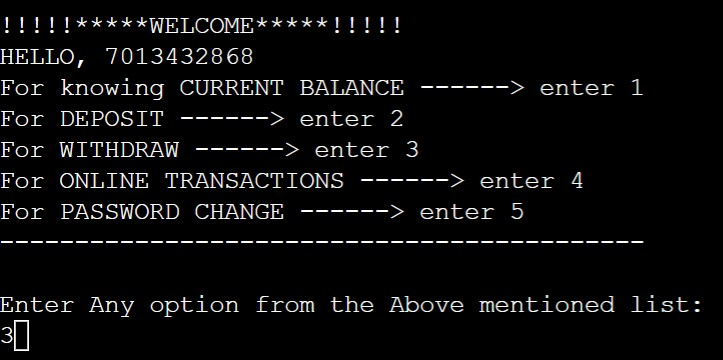 !!!!!*****WELCOME*****!!!!!
HELLO, 7013432868
For knowing CURRENT BALANCE ------> enter 1
For DEPOSIT ------> enter 2
For WITHDRAW ------> enter 3
For ONLINE TRANSACTIONS ------> enter 4
For PASSWORD CHANGE ------> enter 5
-------------------------------------------
Enter Any option from the Above mentioned list:
3